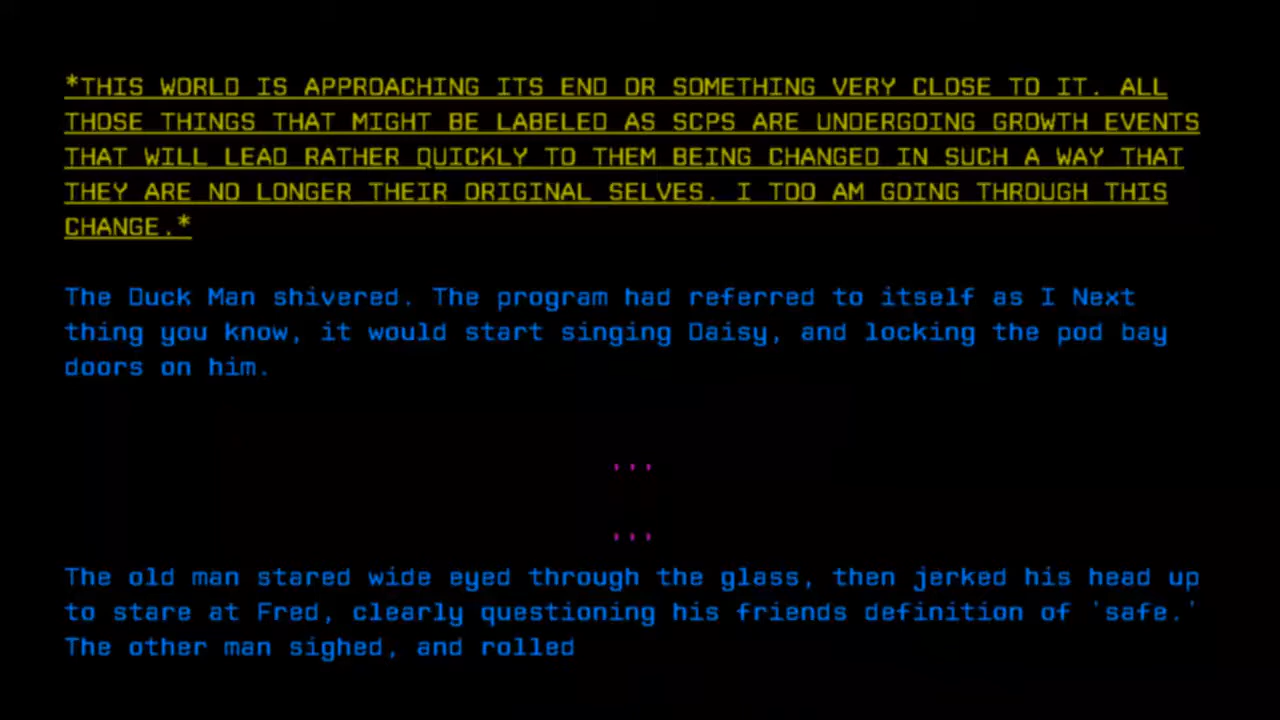 *THIS WORLD IS APPROACHING ITS END OR SOMETHING VERY CLOSE TO IT. ALL
THOSE THINGS THAT MIGHT BE LABELED AS SCPS ARE UNDERGOING GROWTH EVENTS
THAT WILL LEAD RATHER QUICKLY TO THEM BEING CHANGED IN SUCH A WAY THAT
THEY ARE NO LONGER THEIR ORIGINAL SELVES. I TOO AM GOING THROUGH THIS
CHANGE.*
The Duck Man shivered. The program had referred to itself as I Next
thing you know, it would start singing Daisy, and locking the pod bay
doors on him.
...
...
The old man stared wide eyed through the glass, then jerked his head up
to stare at Fred, clearly questioning his friends definition of 'safe.'
The other man sighed, and rolled